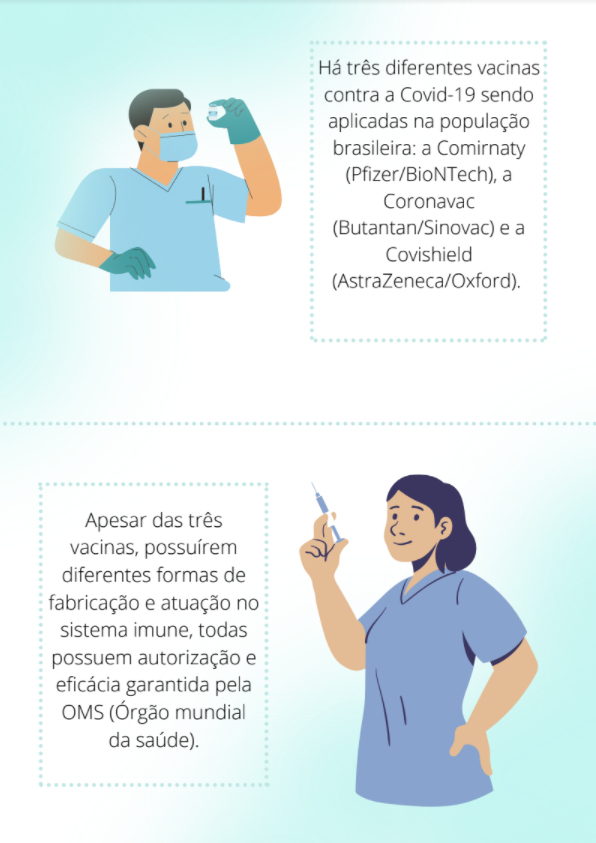 Há três diferentes vacinas
contra a Covid-19 sendo
aplicadas na população
brasileira: a Comirnaty
(Pfizer/BioNTech), a
Coronavac
(Butantan/Sinovac) e a
Covishield
(AstraZeneca/Oxford).
Apesar das três
vacinas, possuírem
diferentes formas de
fabricação e atuação no
sistema imune, todas
possuem autorização e
eficácia garantida pela
OMS (Órgão mundial
da saúde).